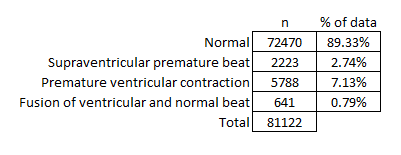 n % of data
Normal 72470 89.33%
Supraventricular premature beat 2223 2.74%
Premature ventricular contraction 5788 7.13%
Fusion of ventricular and normal beat 641 0.79%
Total 81122